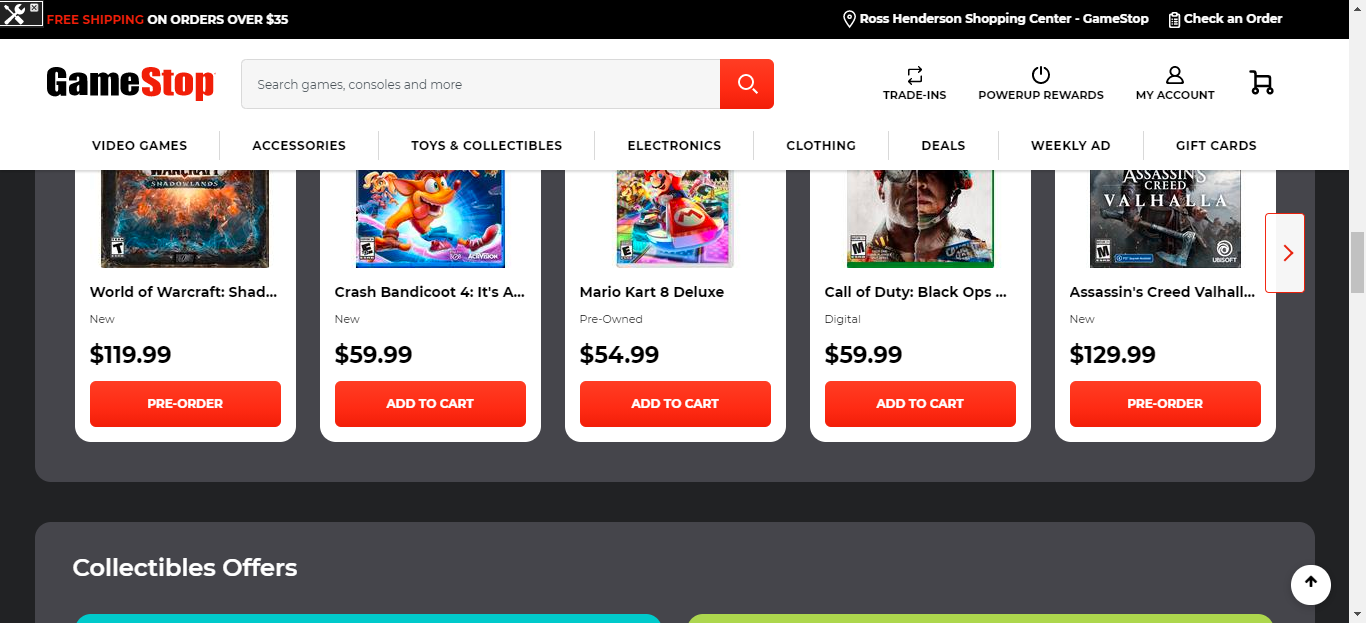 FREE SHIPPING ON ORDERS OVER $35
Ross Henderson Shopping Center - GameStop
Check an Order
GameStop
Search games, consoles and more
TRADE-INS
POWERUP REWARDS
MY ACCOUNT
VIDEO GAMES
ACCESSORIES
TOYS & COLLECTIBLES
ELECTRONICS
CLOTHING
DEALS
WEEKLY AD
GIFT CARDS
WARCRAFT
SHADOWLANDS
T
E
ACTIVISION
M
E
M
ASSASSIN'S
CREED
VALHALLA
M
UBISOFT
World of Warcraft: Shad...
New
$119.99
PRE-ORDER
Crash Bandicoot 4: It's A...
New
$59.99
ADD TO CART
Mario Kart 8 Deluxe
Pre-Owned
$54.99
ADD TO CART
Call of Duty: Black Ops ...
Digital
$59.99
ADD TO CART
Assassin's Creed Valhall...
New
$129.99
PRE-ORDER
Collectibles Offers